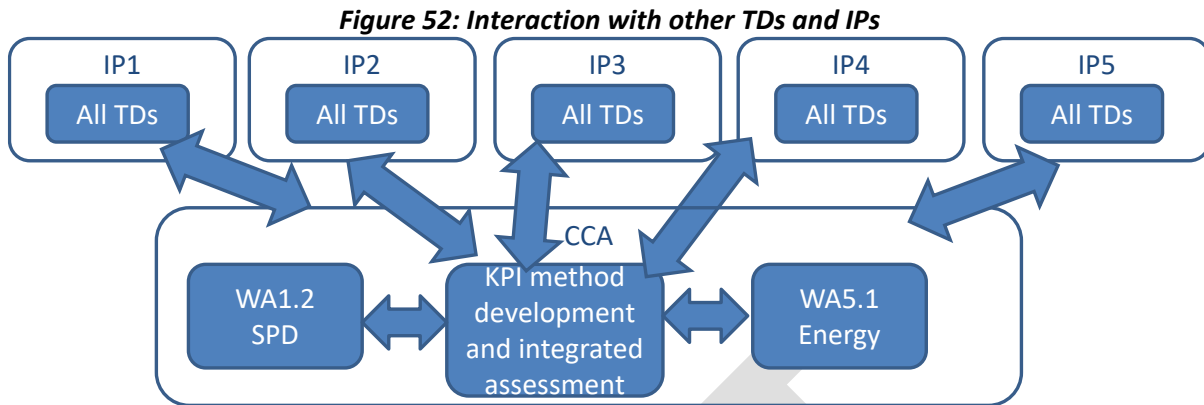 Figure 52: Interaction with other TDs and IPs
IP1
IP2
IP3
IP4
IP5
All TDs
All TDs
All TDs
All TDs
All TDs
CCA
WA1.2
SPD
KPI method
development
and integrated
assessment
WA5.1
Energy